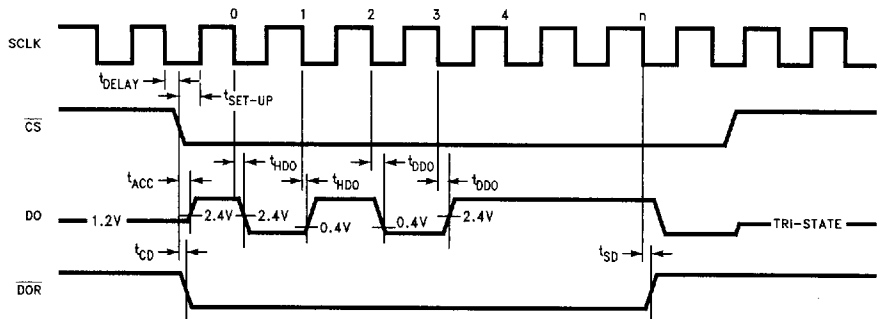 0 1 2 3 4 n
SCLK
tDELAY
tSET-UP
CS
tHDO tHDO tDDO tDDO
tACC
DO 1.2V 2.4V 2.4V 0.4V 0.4V 2.4V TRI-STATE
tCD tSD
DOR